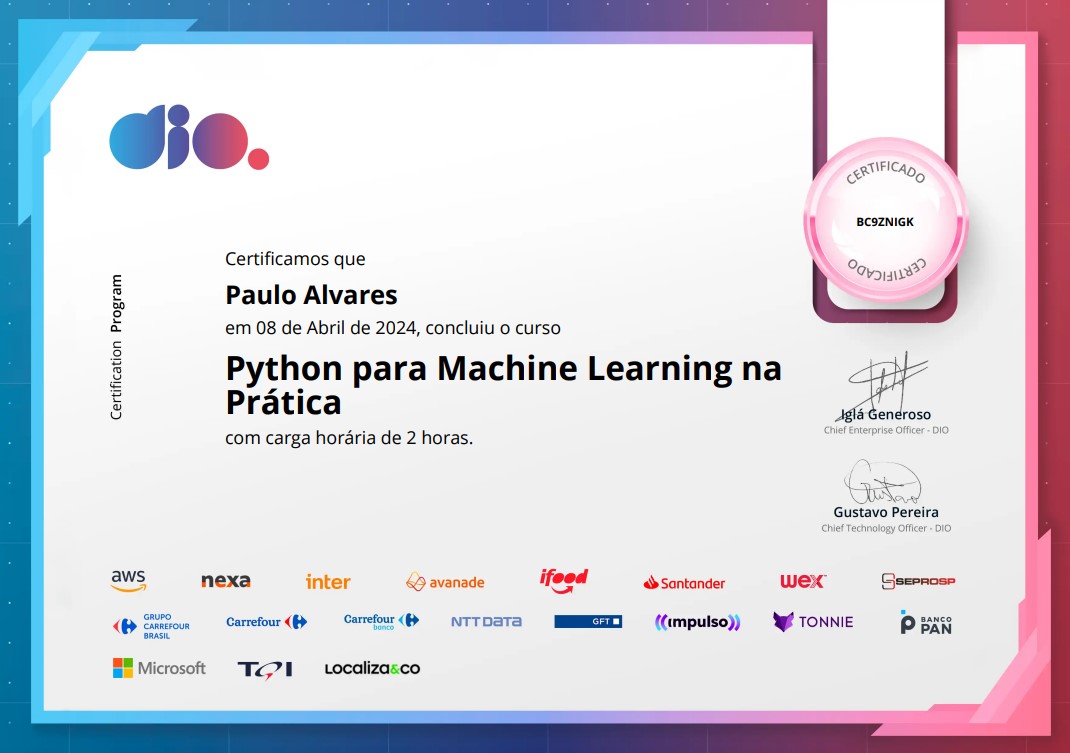 dio.
CERTIFICADO
BC9ZNIGK
CERTIFICADO
Certification Program
Certificamos que
Paulo Alvares
em 08 de Abril de 2024, concluiu o curso
Python para Machine Learning na
Prática
com carga horária de 2 horas.
Iglá Generoso
Chief Enterprise Officer - DIO
Gustavo
Gustavo Pereira
Chief Technology Officer - DIO
aws nexa inter avanade ifood Santander wex SEPROSP
GRUPO CARREFOUR BRASIL Carrefour Carrefour banco NTT DATA GFT impulso TONNIE BANCO PAN
Microsoft TQI LOCALIZA&CO